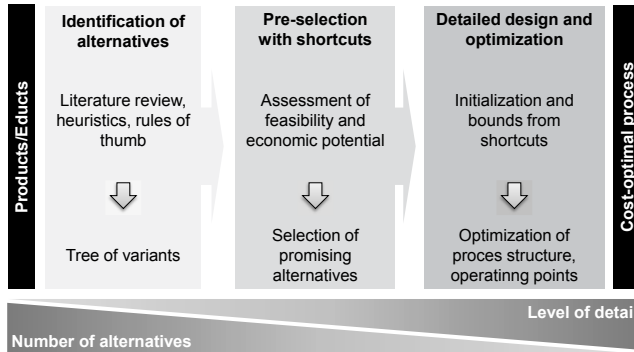 Products/Educts
Identification of
alternatives
Literature review,
heuristics, rules of
thumb
Tree of variants
Pre-selection
with shortcuts
Assessment of
feasibility and
economic potential
Selection of
promising
alternatives
Detailed design and
optimization
Initialization and
bounds from
shortcuts
Optimization of
proces structure,
operatinng points
Cost-optimal process
Level of detai
Number of alternatives